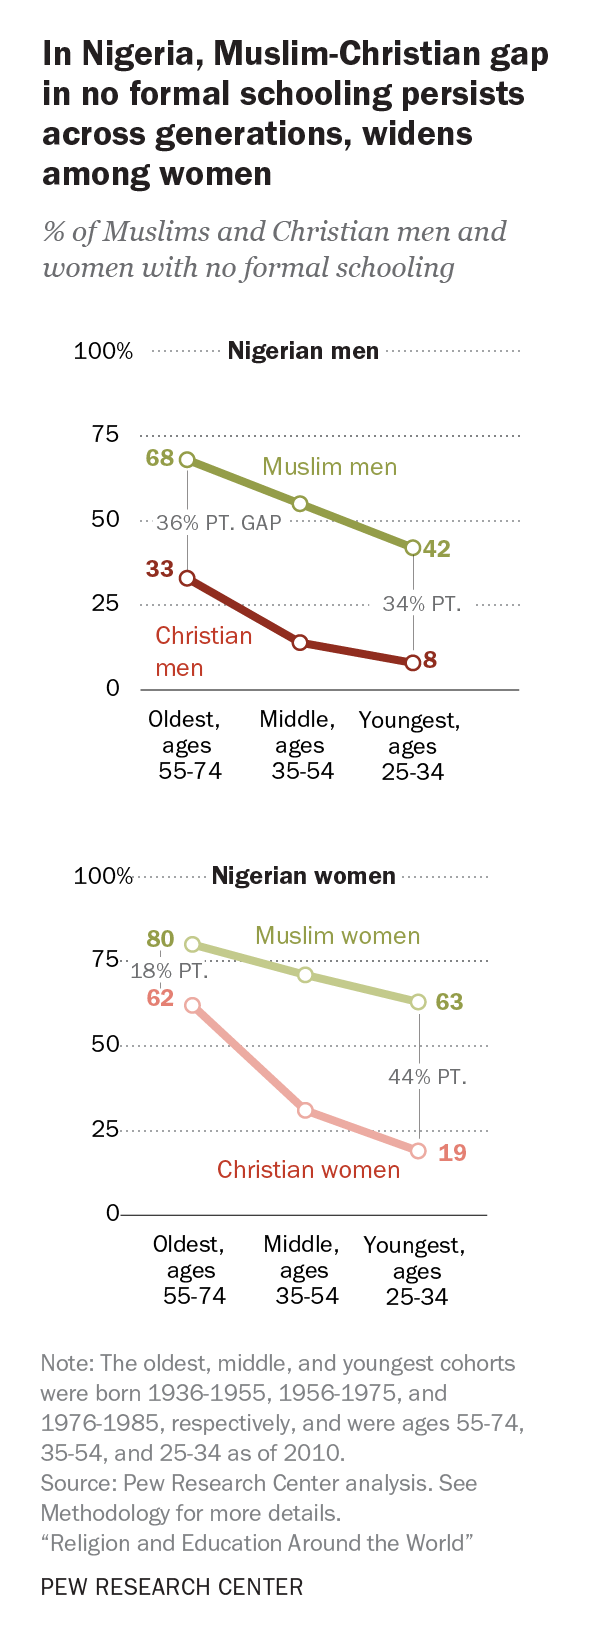 In Nigeria, Muslim-Christian gap
in no formal schooling persists
across generations, widens
among women
% of Muslims and Christian men and
women with no formal schooling
100% Nigerian men
75
68 Muslim men
50 36% PT. GAP
42
33
25 34% PT.
Christian
men
8
0
Oldest, Middle, Youngest,
ages ages ages
55-74 35-54 25-34
100% Nigerian women
80 Muslim women
75
18% PT.
62 63
50
44% PT.
25
19
Christian women
0
Oldest, Middle, Youngest,
ages ages ages
55-74 35-54 25-34
Note: The oldest, middle, and youngest cohorts
were born 1936-1955, 1956-1975, and
1976-1985, respectively, and were ages 55-74,
35-54, and 25-34 as of 2010.
Source: Pew Research Center analysis. See
Methodology for more details.
“Religion and Education Around the World”
PEW RESEARCH CENTER